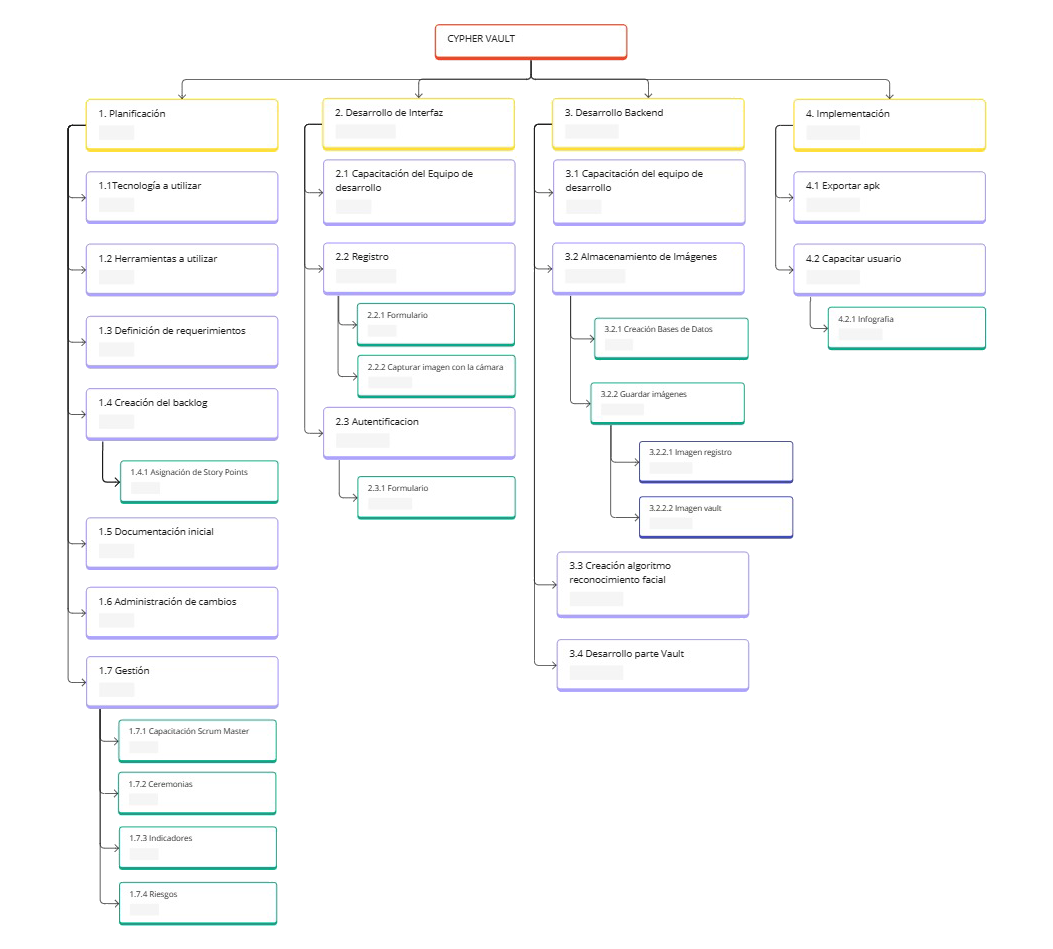 CYPHER VAULT
1. Planificación
1.1Tecnología a utilizar
1.2 Herramientas a utilizar
1.3 Definición de requerimientos
1.4 Creación del backlog
1.4.1 Asignación de Story Points
1.5 Documentación inicial
1.6 Administración de cambios
1.7 Gestión
1.7.1 Capacitación Scrum Master
1.7.2 Ceremonias
1.7.3 Indicadores
1.7.4 Riesgos
2. Desarrollo de Interfaz
2.1 Capacitación del Equipo de
desarrollo
2.2 Registro
2.2.1 Formulario
2.2.2 Capturar imagen con la cámara
2.3 Autentificacion
2.3.1 Formulario
3. Desarrollo Backend
3.1 Capacitación del equipo de
desarrollo
3.2 Almacenamiento de Imágenes
3.2.1 Creación Bases de Datos
3.2.2 Guardar imágenes
3.2.2.1 Imagen registro
3.2.2.2 Imagen vault
3.3 Creación algoritmo
reconocimiento facial
3.4 Desarrollo parte Vault
4. Implementación
4.1 Exportar apk
4.2 Capacitar usuario
4.2.1 Infografía